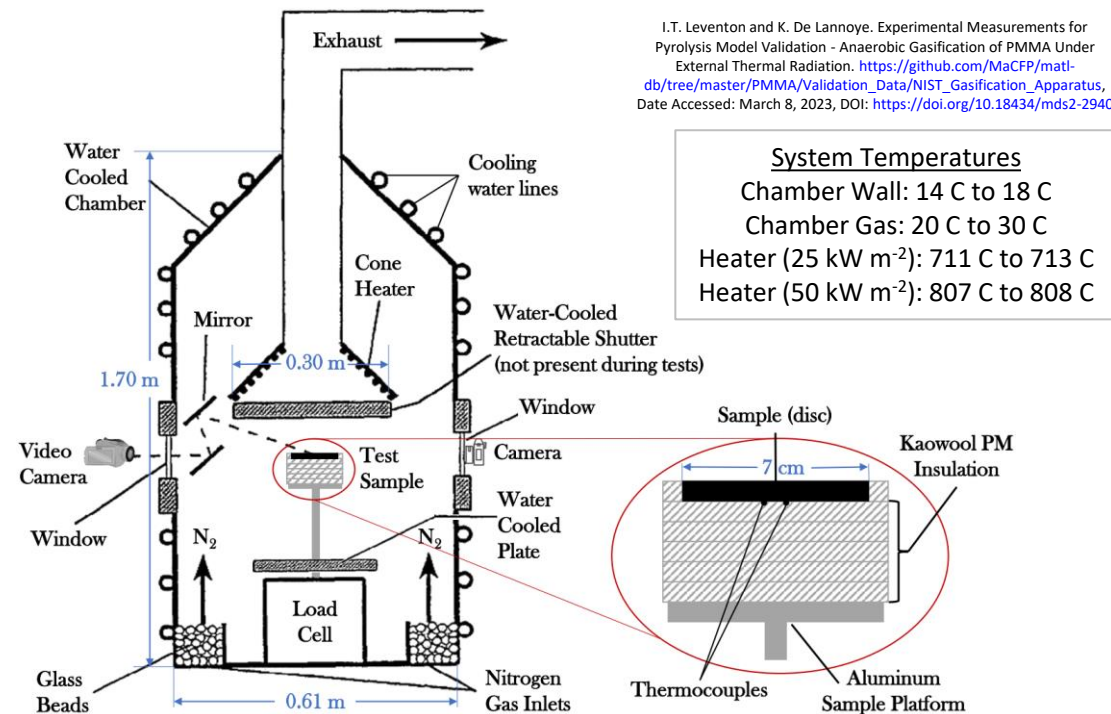 I.T. Leventon and K. De Lannoye. Experimental Measurements for
Pyrolysis Model Validation - Anaerobic Gasification of PMMA Under
External Thermal Radiation. https://github.com/MaCFP/matl-
db/tree/master/PMMA/Validation_Data/NIST_Gasification_Apparatus,
Date Accessed: March 8, 2023, DOI: https://doi.org/10.18434/mds2-2940
System Temperatures
Chamber Wall: 14 C to 18 C
Chamber Gas: 20 C to 30 C
Heater (25 kW m-2): 711 C to 713 C
Heater (50 kW m-2): 807 C to 808 C
Exhaust
Water
Cooled
Chamber
Cooling
water lines
Cone
Heater
Mirror
Water-Cooled
Retractable Shutter
(not present during tests)
0.30 m
1.70 m
Window
Video
Camera
Camera
Test
Sample
Window
Water
Cooled
Plate
N2
N2
Load
Cell
Glass
Beads
0.61 m
Nitrogen
Gas Inlets
Sample (disc)
Kaowool PM
Insulation
7 cm
Thermocouples
Aluminum
Sample Platform